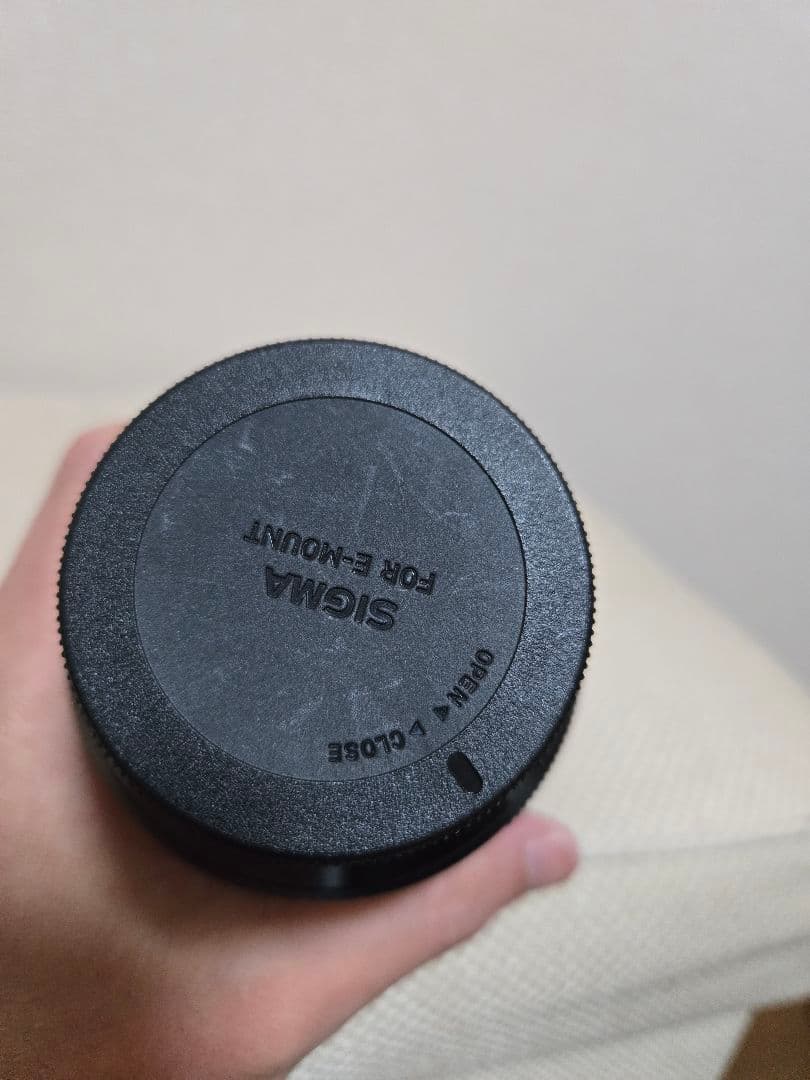 SIGMA
FOR E-MOUNT
OPEN ◄ ▷ CLOSE